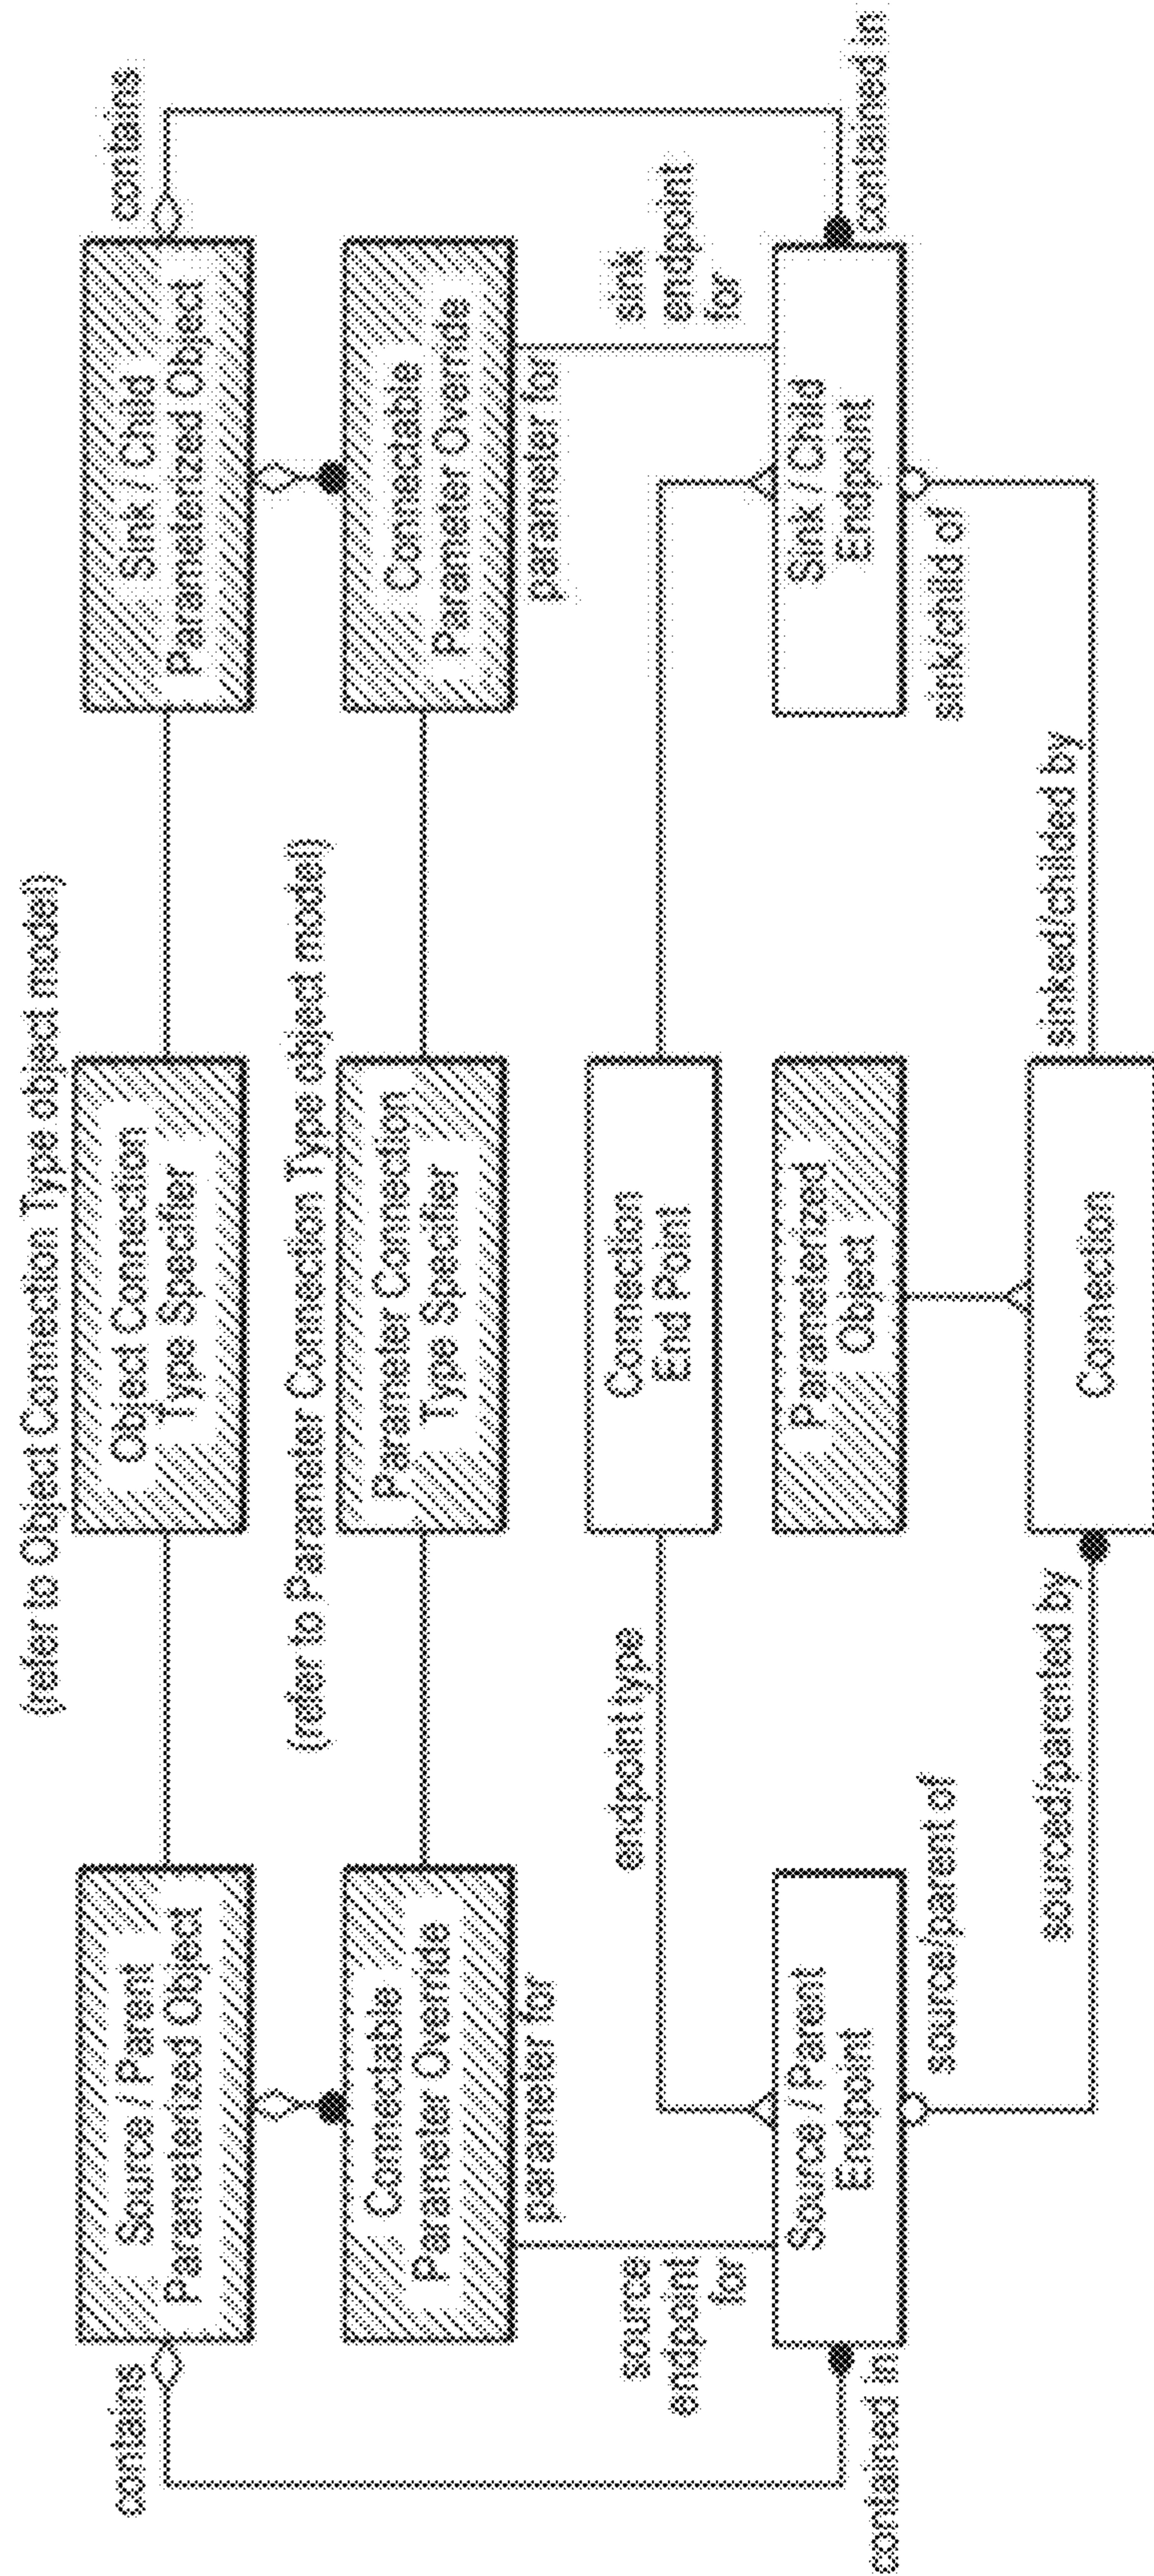 (refer to Object Connection Type object model)
contains
Source / Parent
Parameterized Object
Object Connection
Type Specifier
Sink / Child
Parameterized Object
contains
(refer to Parameter Connection Type object model)
Connectable
Parameter Override
Parameter Connection
Type Specifier
Connectable
Parameter Override
parameter for
parameter for
source
endpoint
for
endpoint type
Connection
End Point
sink
endpoint
for
contained in
Source / Parent
Endpoint
Parameterized
Object
Sink / Child
Endpoint
contained in
source/parent of
sink/child of
sourced/parented by
Connection
sinked/childed by